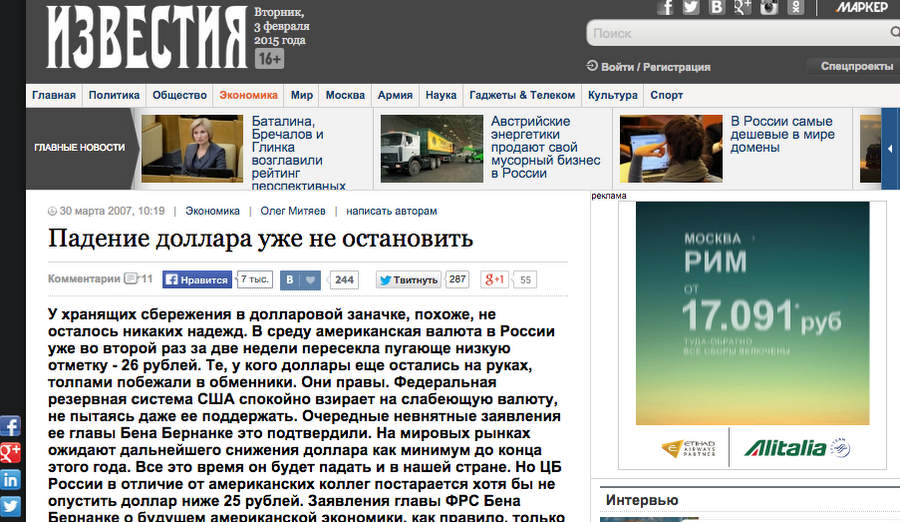 ИЗВЕСТИЯ
Вторник,
3 февраля
2015 года
16+
МАРКЕР
Поиск
Войти / Регистрация
Спецпроекты
Главная
Политика
Общество
Экономика
Мир
Москва
Армия
Наука
Гаджеты & Телеком
Культура
Спорт
ГЛАВНЫЕ НОВОСТИ
Баталина,
Бречалов и
Глинка
возглавили
рейтинг
перспективных
Австрийские
энергетики
продают свой
мусорный бизнес
в России
В России самые
дешевые в мире
домены
30 марта 2007, 10:19 | Экономика | Олег Митяев | написать авторам
Падение доллара уже не остановить
Комментарии 11
Нравится 7 тыс.
В 244
Твитнуть 287
g+1 55
У хранящих сбережения в долларовой заначке, похоже, не
осталось никаких надежд. В среду американская валюта в России
уже во второй раз за две недели пересекла пугающе низкую
отметку - 26 рублей. Те, у кого доллары еще остались на руках,
толпами побежали в обменники. Они правы. Федеральная
резервная система США спокойно взирает на слабеющую валюту,
не пытаясь даже ее поддержать. Очередные невнятные заявления
ее главы Бена Бернанке это подтвердили. На мировых рынках
ожидают дальнейшего снижения доллара как минимум до конца
этого года. Все это время он будет падать и в нашей стране. Но ЦБ
России в отличие от американских коллег постарается хотя бы не
опустить доллар ниже 25 рублей. Заявления главы ФРС Бена
Бернанке о будущем американской экономики, как правило, только
реклама
МОСКВА
РИМ
ОТ
17.091* руб
ТУДА-ОБРАТНО
ВСЕ СБОРЫ ВКЛЮЧЕНЫ
ETIHAD
AIRWAYS
PARTNER
Alitalia
Интервью